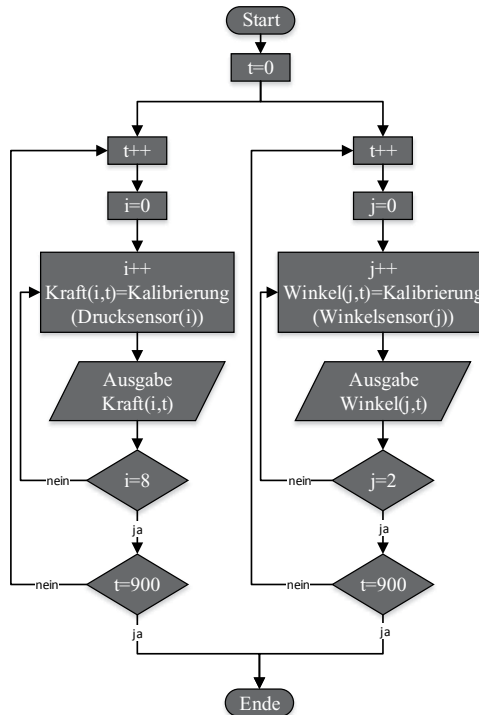 Start
t=0
t++
i=0
i++
Kraft(i,t)=Kalibrierung
(Drucksensor(i))
Ausgabe
Kraft(i,t)
nein
i=8
ja
nein
t=900
ja
t++
j=0
j++
Winkel(j,t)=Kalibrierung
(Winkelsensor(j))
Ausgabe
Winkel(j,t)
nein
j=2
ja
nein
t=900
ja
Ende